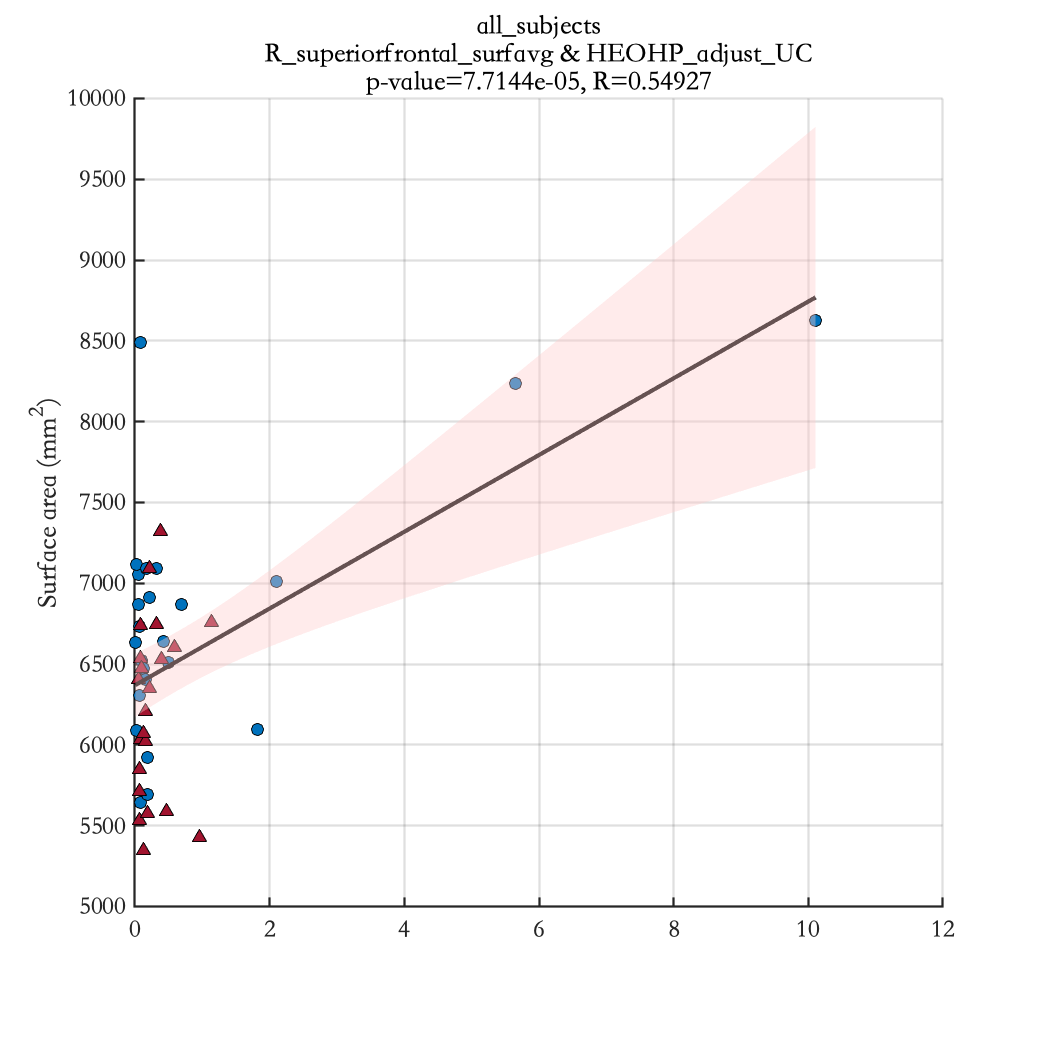 all_subjects
R_superiorfrontal_surfavg & HEOHP_adjust_UC
p-value=7.7144e-05, R=0.54927
10000
9500
9000
8500
8000
7500
7000
6500
6000
5500
5000
Surface area (mm²)
0 2 4 6 8 10 12